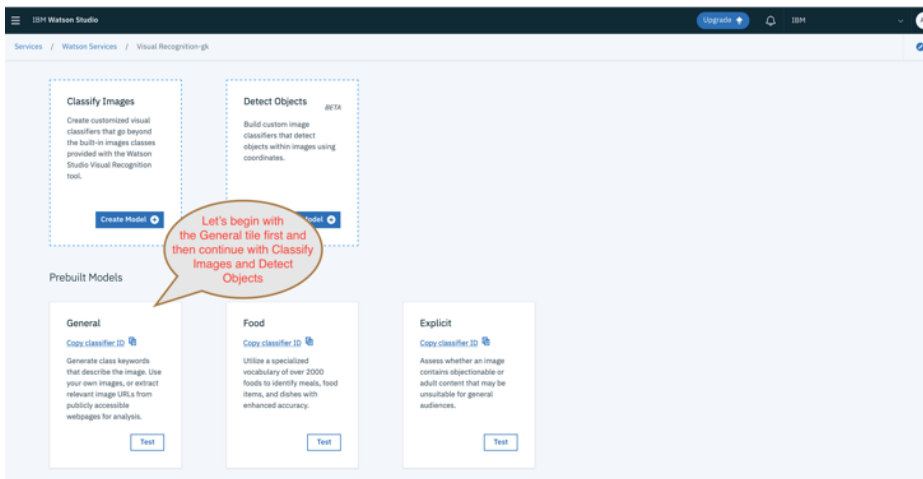 IBM Watson Studio
Upgrade
IBM
Services / Watson Services / Visual Recognition-gk
Classify Images
Create customized visual
classifiers that go beyond
the built-in images classes
provided with the Watson
Studio Visual Recognition
tool.
Create Model
Detect Objects
BETA
Build custom image
classifiers that detect
objects within images using
coordinates.
Let's begin with
the General tile first and
then continue with Classify
Images and Detect
Objects
Prebuilt Models
General
Copy classifier ID
Generate class keywords
that describe the image. Use
your own images, or extract
relevant image URLs from
publicly accessible
webpages for analysis.
Test
Food
Copy classifier ID
Utilize a specialized
vocabulary of over 2000
foods to identify meals, food
items, and dishes with
enhanced accuracy.
Test
Explicit
Copy classifier ID
Assess whether an image
contains objectionable or
adult content that may be
unsuitable for general
audiences.
Test